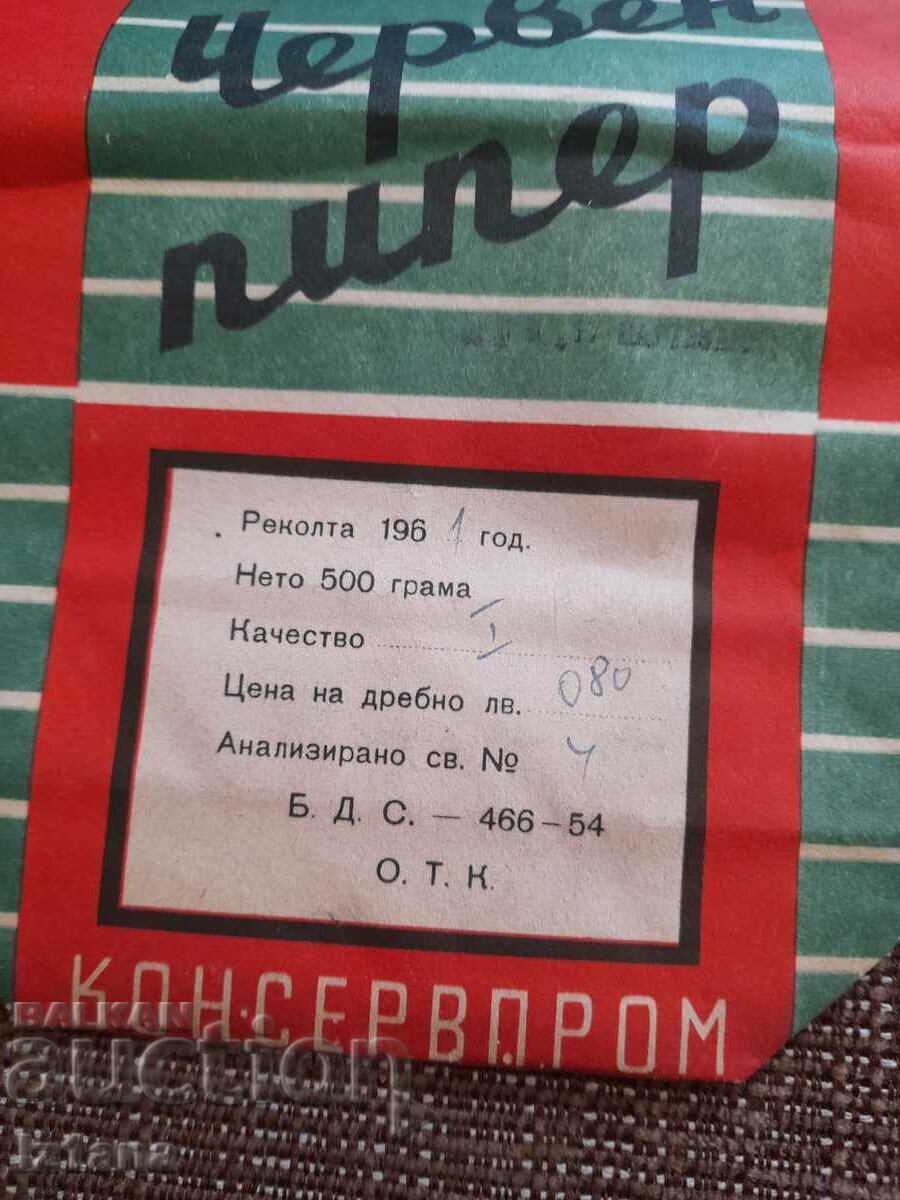 Червен
пипер
Реколта 196 1 год.
Нето 500 грама
Качество I
Цена на дребно лв. 080
Анализирано св. № 4
Б. Д. С. — 466-54
О. Т. К.
КОНСЕРВПРОМ
BALKAN
auction
Iztana